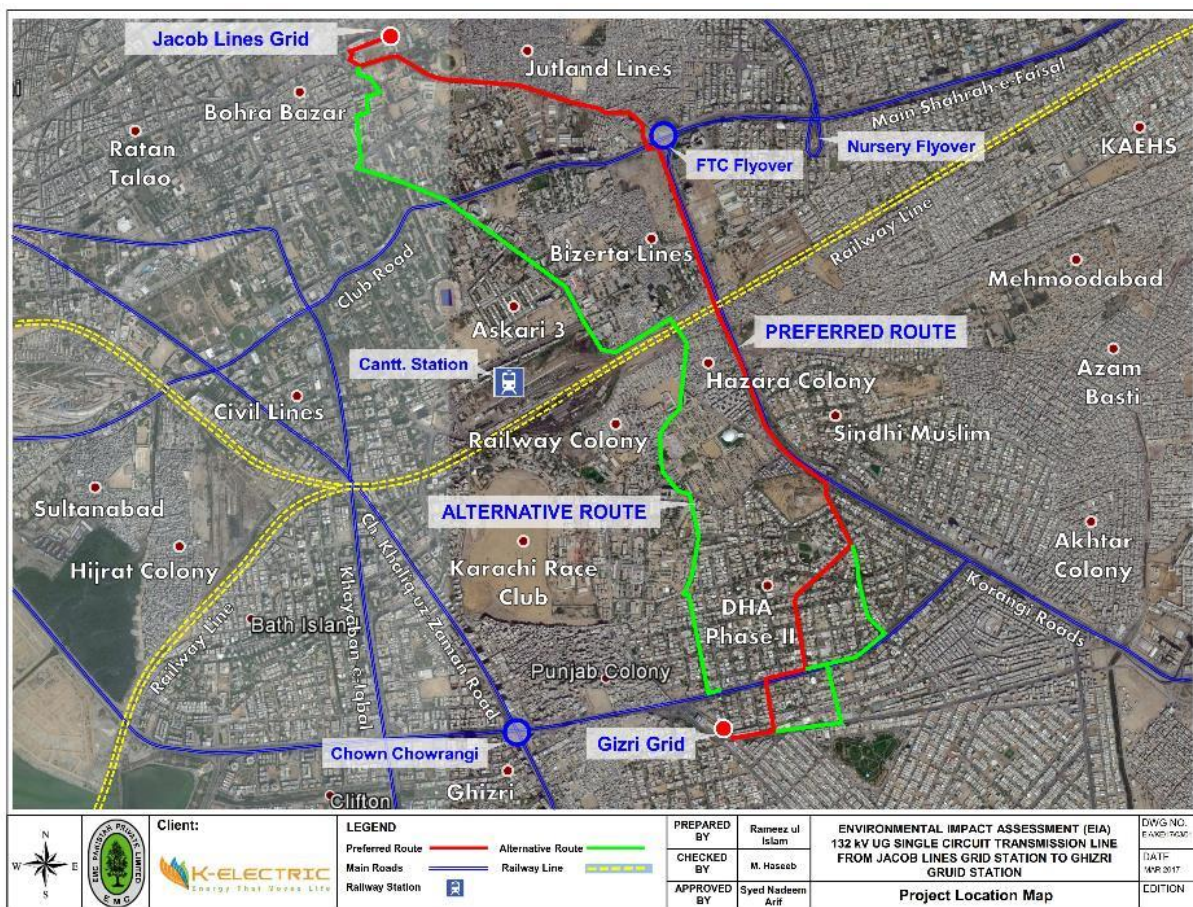 Jacob Lines Grid
Jutland Lines
Bohra Bazar
Ratan
Talao
Main Shahrah-e-Faisal
Nursery Flyover
KAEHS
FTC Flyover
Railway Line
Bizerta Lines
Mehmoodabad
Club Road
Askari 3
PREFERRED ROUTE
Cantt. Station
Hazara Colony
Azam
Basti
Civil Lines
Railway Colony
Sindhi Muslim
Sultanabad
ALTERNATIVE ROUTE
Hijrat Colony
Ch. Khaliq-uz-Zaman Road
Karachi Race
Club
Akhtar
Colony
Khayaban-e-Iqbal
DHA
Phase II
Korangi Roads
Bath Island
Railway Line
Punjab Colony
Chown Chowrangi
Gizri Grid
Ghizri
Clifton
N
W
E
S
EMC PAKISTAN PRIVATE LIMITED
E M C
Client:
K-ELECTRIC
Energy That Moves Life
LEGEND
Preferred Route
Alternative Route
Main Roads
Railway Line
Railway Station
PREPARED
BY
Rameez ul
Islam
CHECKED
BY
M. Haseeb
APPROVED
BY
Syed Nadeem
Arif
ENVIRONMENTAL IMPACT ASSESSMENT (EIA)
132 kV UG SINGLE CIRCUIT TRANSMISSION LINE
FROM JACOB LINES GRID STATION TO GHIZRI
GRUID STATION
Project Location Map
DWG NO.
DATE
MAR 2017
EDITION